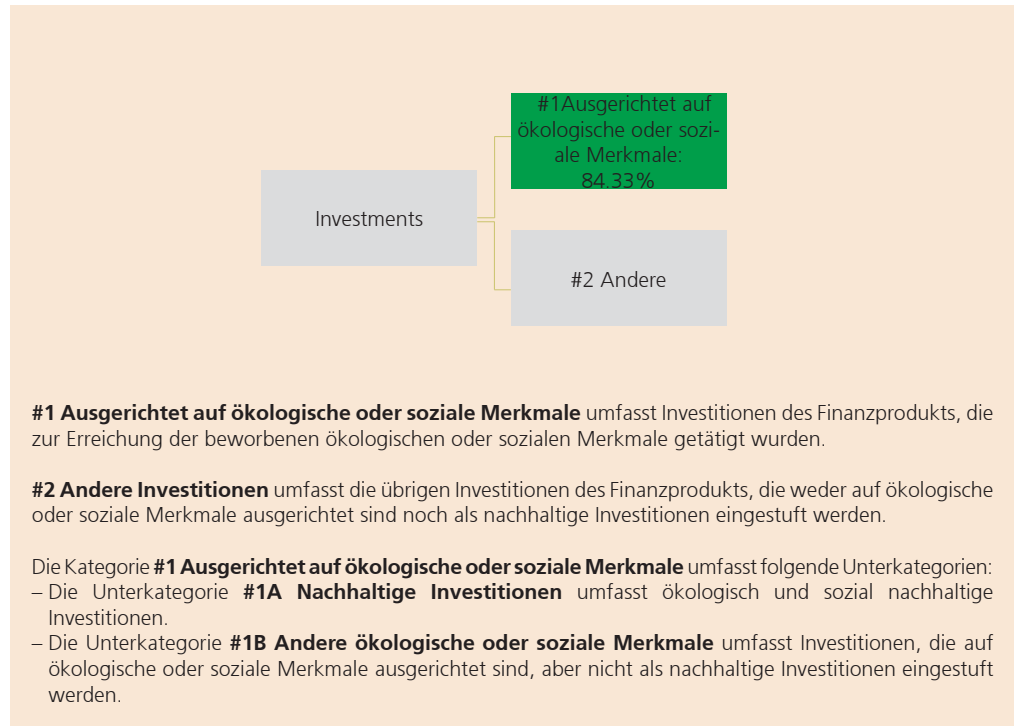 #1Ausgerichtet auf
ökologische oder sozi-
ale Merkmale:
84.33%
Investments
#2 Andere
#1 Ausgerichtet auf ökologische oder soziale Merkmale umfasst Investitionen des Finanzprodukts, die
zur Erreichung der beworbenen ökologischen oder sozialen Merkmale getätigt wurden.
#2 Andere Investitionen umfasst die übrigen Investitionen des Finanzprodukts, die weder auf ökologische
oder soziale Merkmale ausgerichtet sind noch als nachhaltige Investitionen eingestuft werden.
Die Kategorie #1 Ausgerichtet auf ökologische oder soziale Merkmale umfasst folgende Unterkategorien:
– Die Unterkategorie #1A Nachhaltige Investitionen umfasst ökologisch und sozial nachhaltige
Investitionen.
– Die Unterkategorie #1B Andere ökologische oder soziale Merkmale umfasst Investitionen, die auf
ökologische oder soziale Merkmale ausgerichtet sind, aber nicht als nachhaltige Investitionen eingestuft
werden.